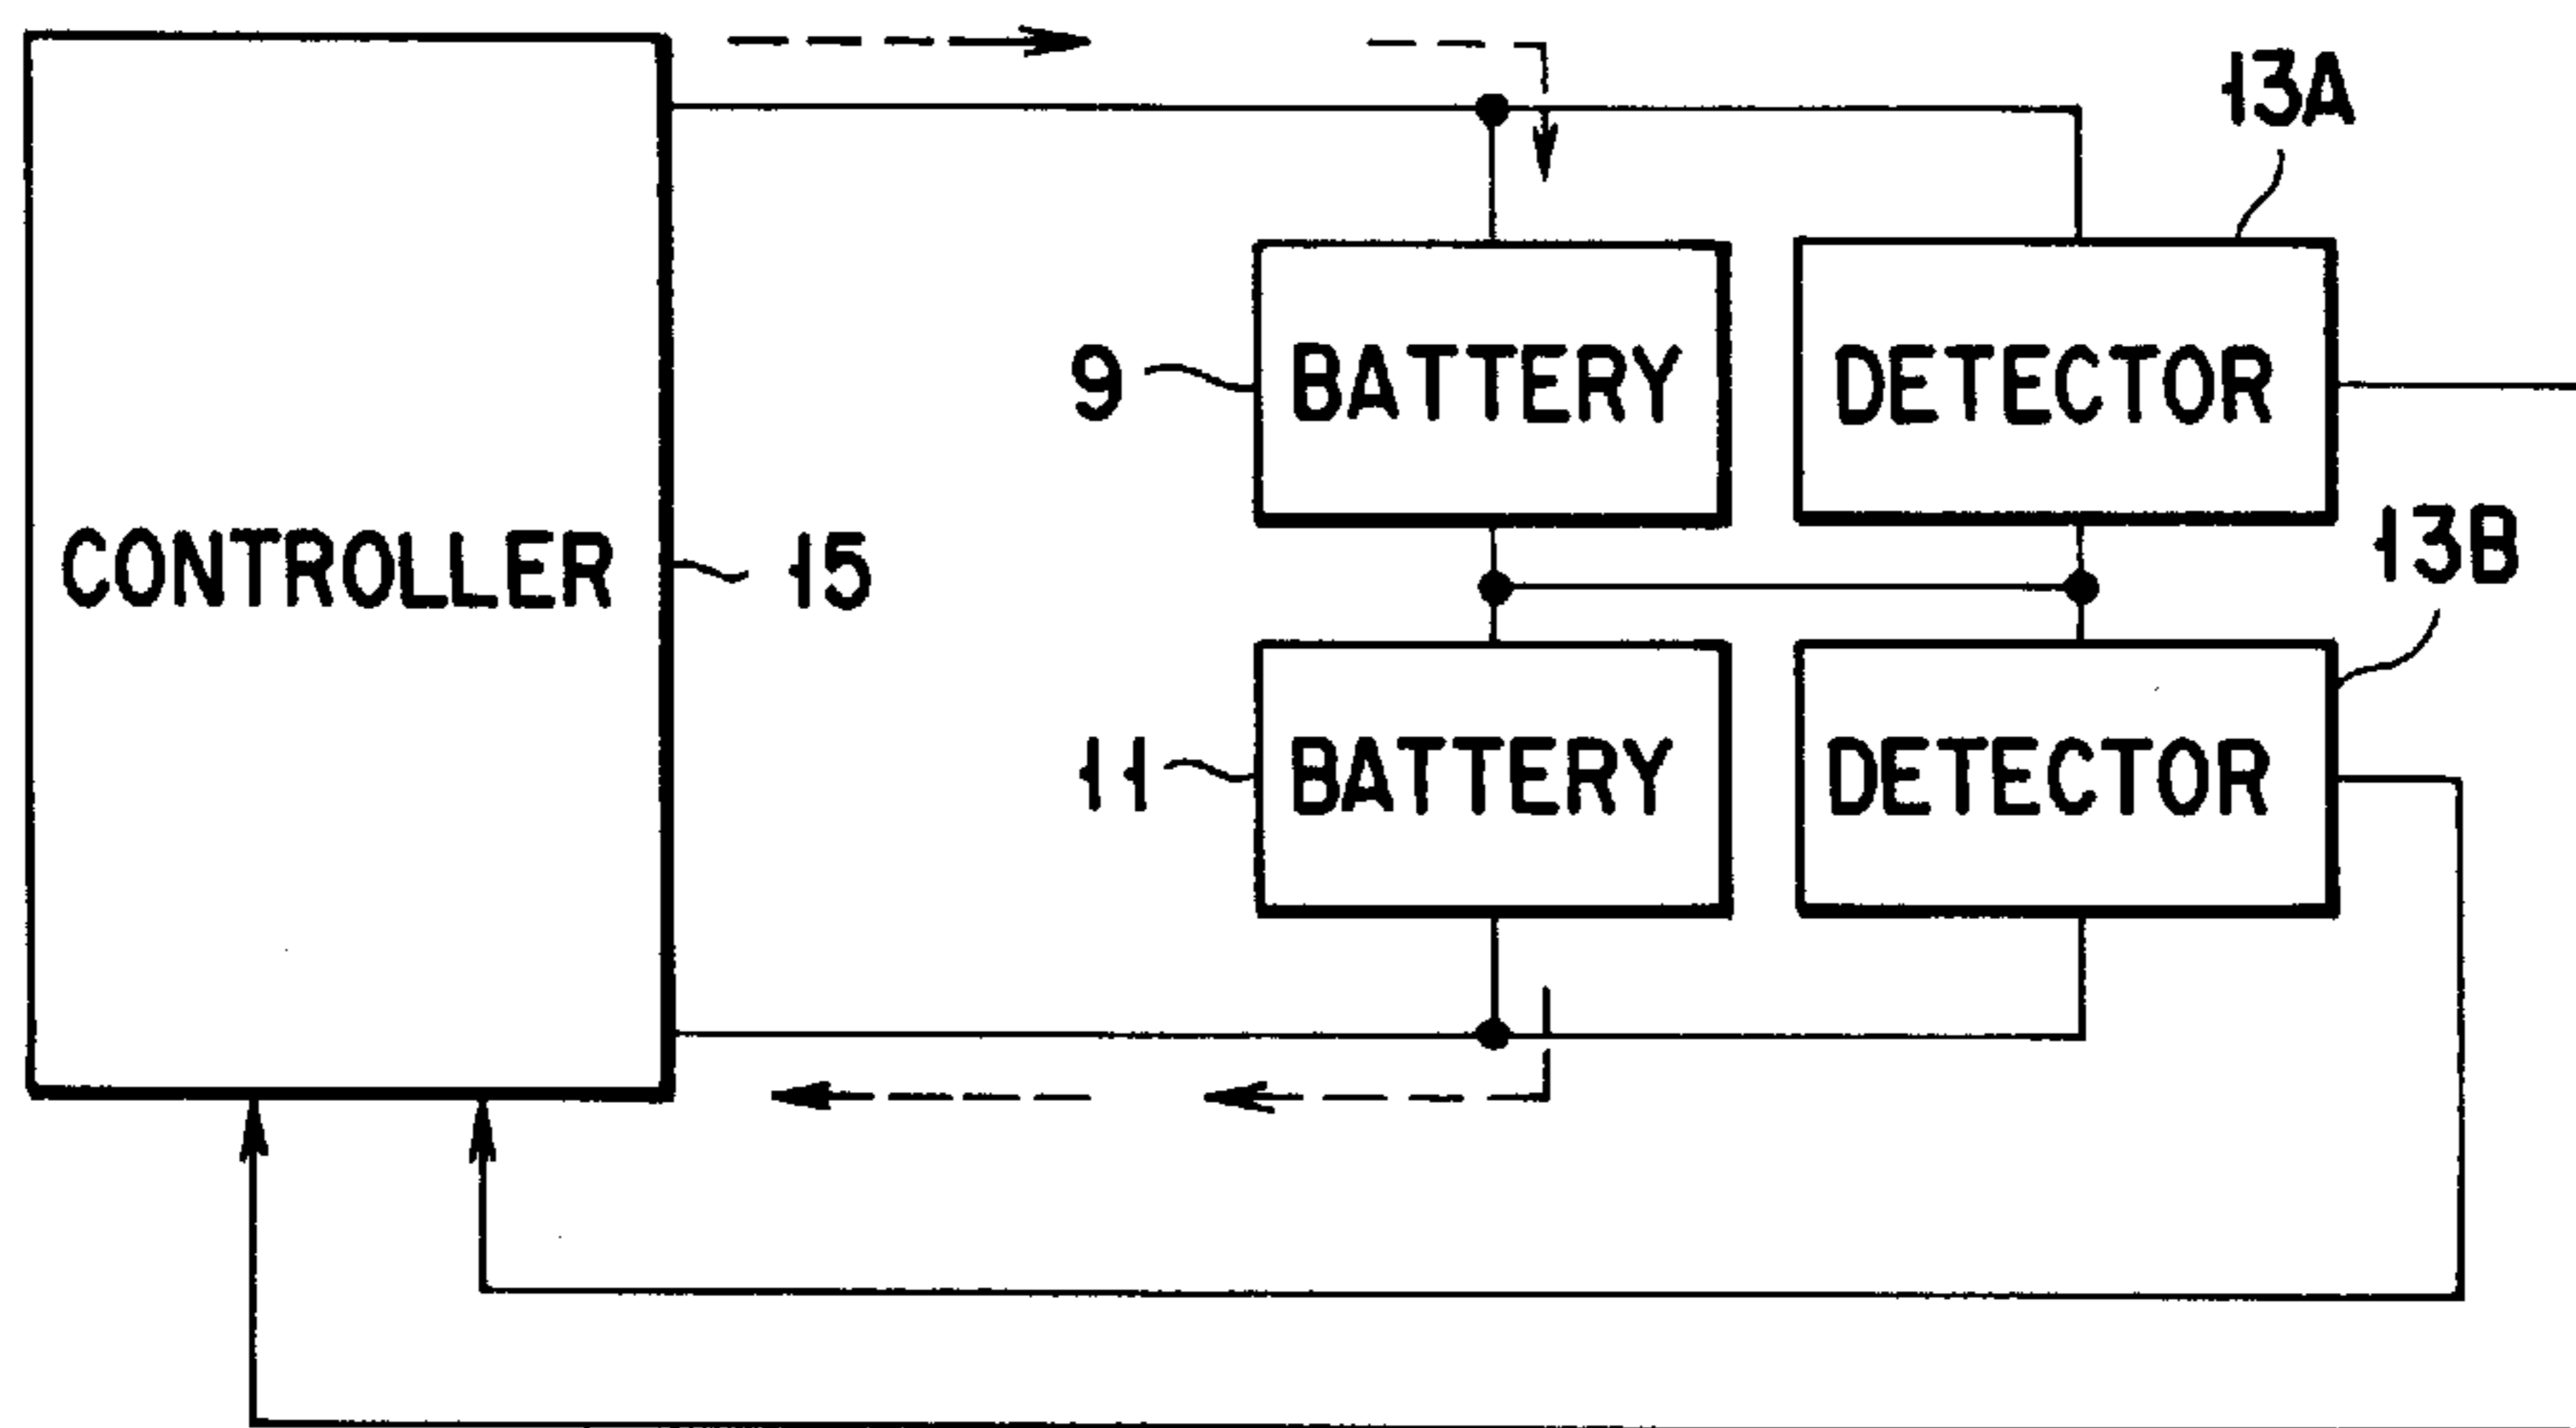 13A
9
BATTERY
DETECTOR
CONTROLLER
15
13B
11
BATTERY
DETECTOR